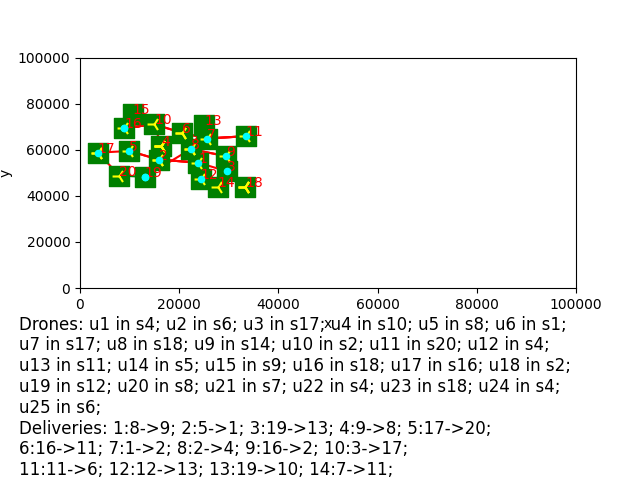 100000
80000
60000
40000
20000
0
y
0 20000 40000 60000 80000 100000
x
17
13
11
18
Drones: u1 in s4; u2 in s6; u3 in s17; u4 in s10; u5 in s8; u6 in s1;
u7 in s17; u8 in s18; u9 in s14; u10 in s2; u11 in s20; u12 in s4;
u13 in s11; u14 in s5; u15 in s9; u16 in s18; u17 in s16; u18 in s2;
u19 in s12; u20 in s8; u21 in s7; u22 in s4; u23 in s18; u24 in s4;
u25 in s6;
Deliveries: 1:8->9; 2:5->1; 3:19->13; 4:9->8; 5:17->20;
6:16->11; 7:1->2; 8:2->4; 9:16->2; 10:3->17;
11:11->6; 12:12->13; 13:19->10; 14:7->11;